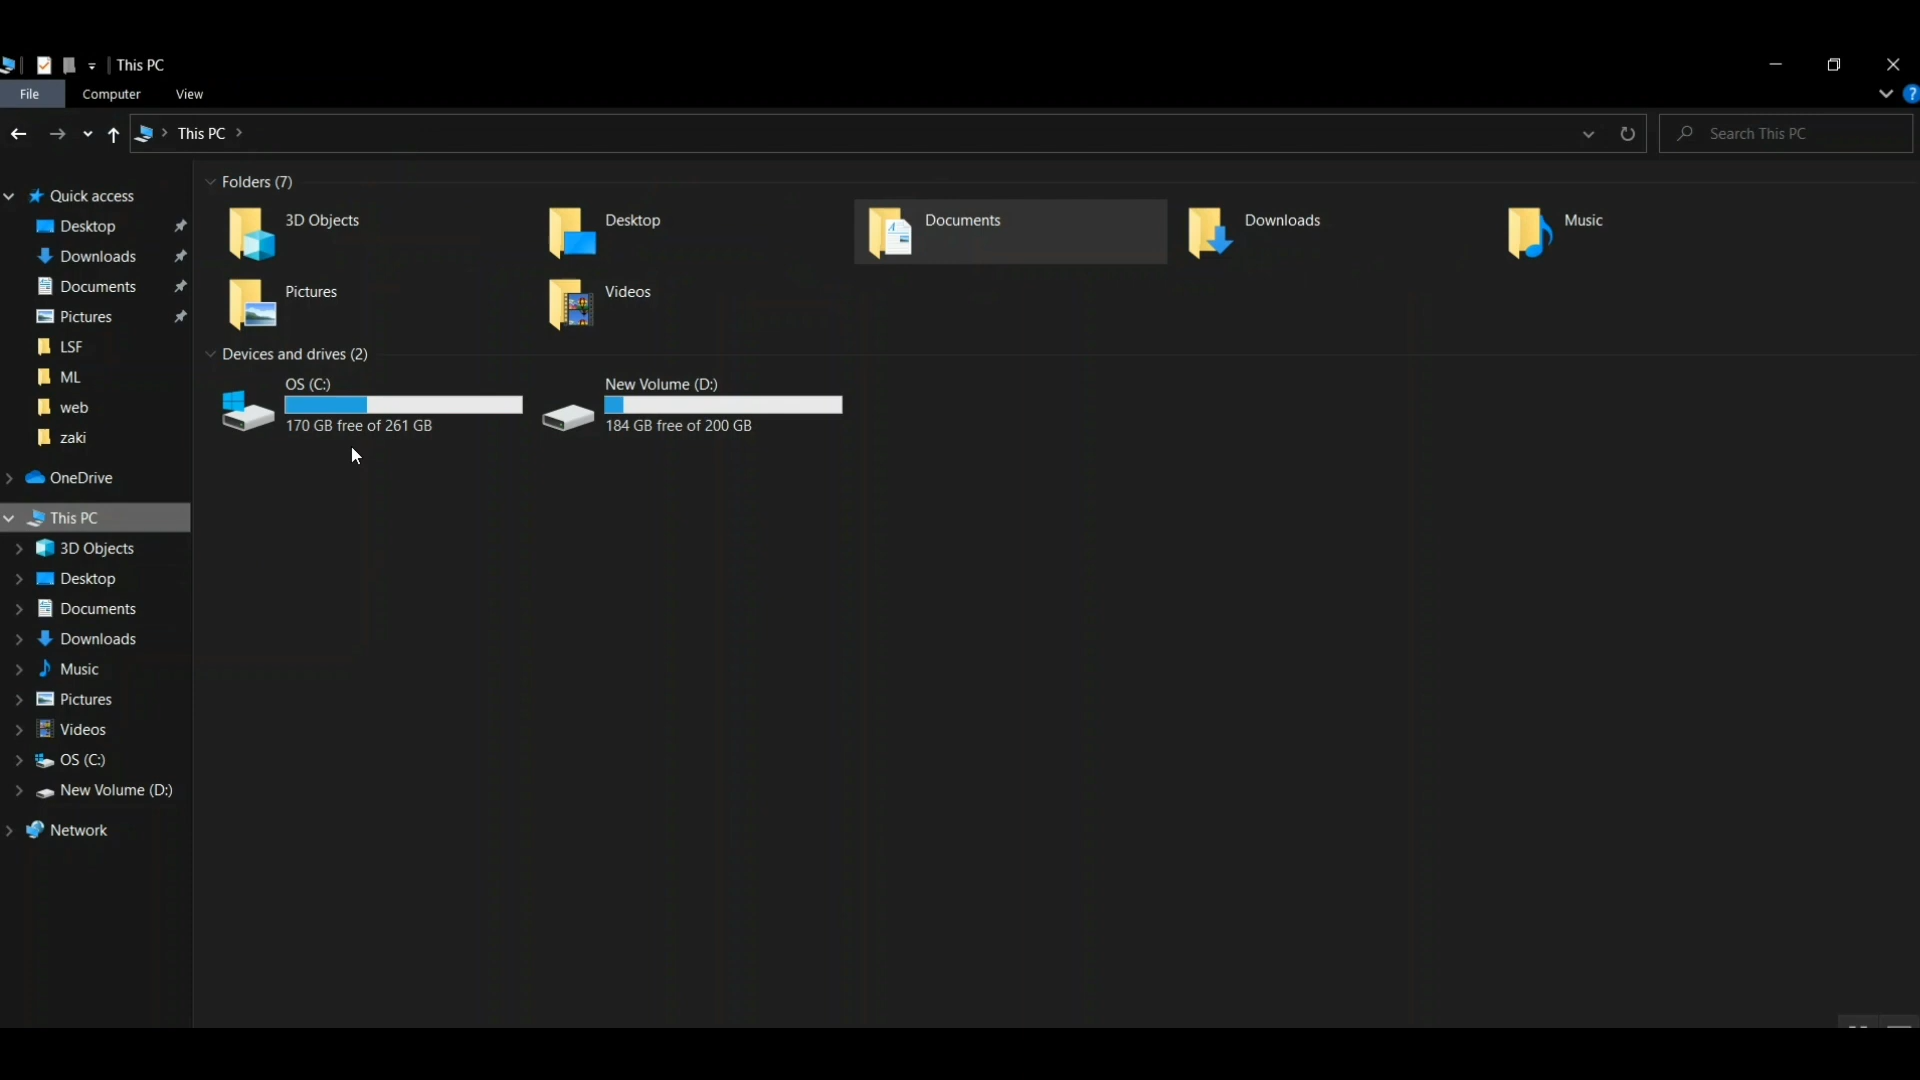 This PC
File Computer View
This PC
Search This PC
Quick access
Desktop
Downloads
Documents
Pictures
LSF
ML
web
zaki
OneDrive
This PC
3D Objects
Desktop
Documents
Downloads
Music
Pictures
Videos
OS (C:)
New Volume (D:)
Network
Folders (7)
3D Objects
Desktop
Documents
Downloads
Music
Pictures
Videos
Devices and drives (2)
OS (C:)
170 GB free of 261 GB
New Volume (D:)
184 GB free of 200 GB